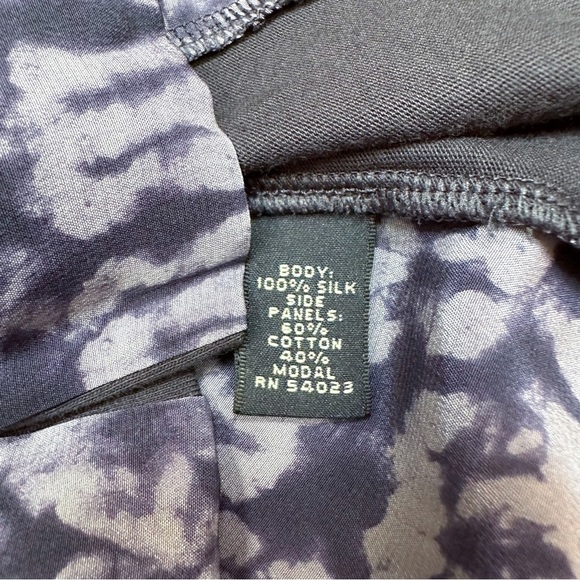 BODY:
100% SILK
SIDE
PANELS:
60%
COTTON
40%
MODAL
RN 54023